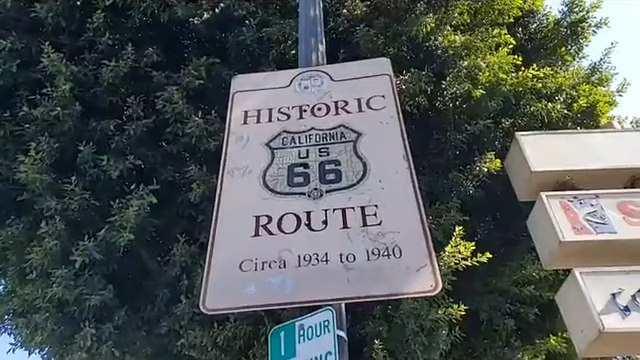 HISTORIC
CALIFORNIA
US
66
ROUTE
Circa 1934 to 1940
1 HOUR